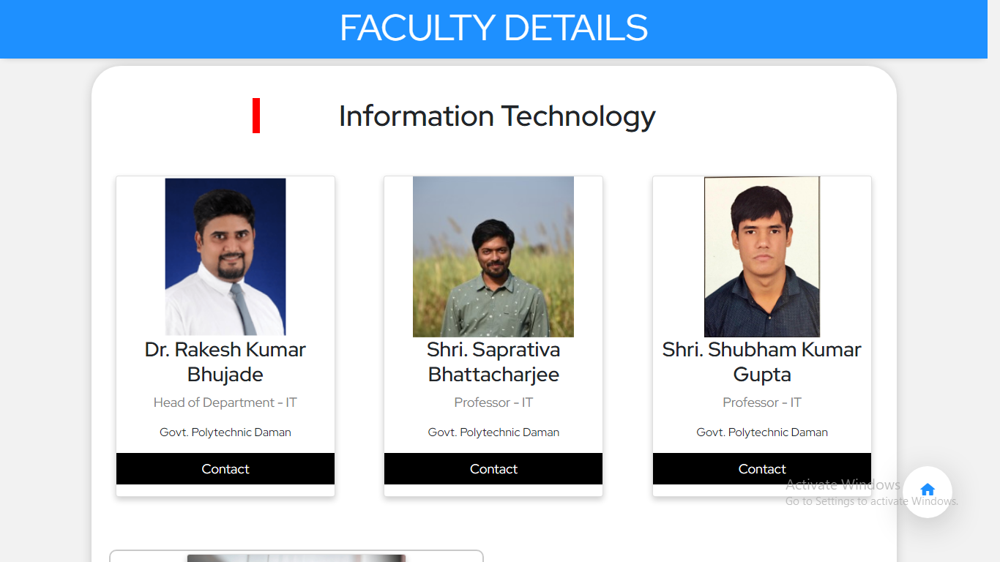 FACULTY DETAILS
Information Technology
Dr. Rakesh Kumar
Bhujade
Head of Department - IT
Govt. Polytechnic Daman
Contact
Shri. Saprativa
Bhattacharjee
Professor - IT
Govt. Polytechnic Daman
Contact
Shri. Shubham Kumar
Gupta
Professor - IT
Govt. Polytechnic Daman
Contact
Activate Windows
Go to Settings to activate Windows.